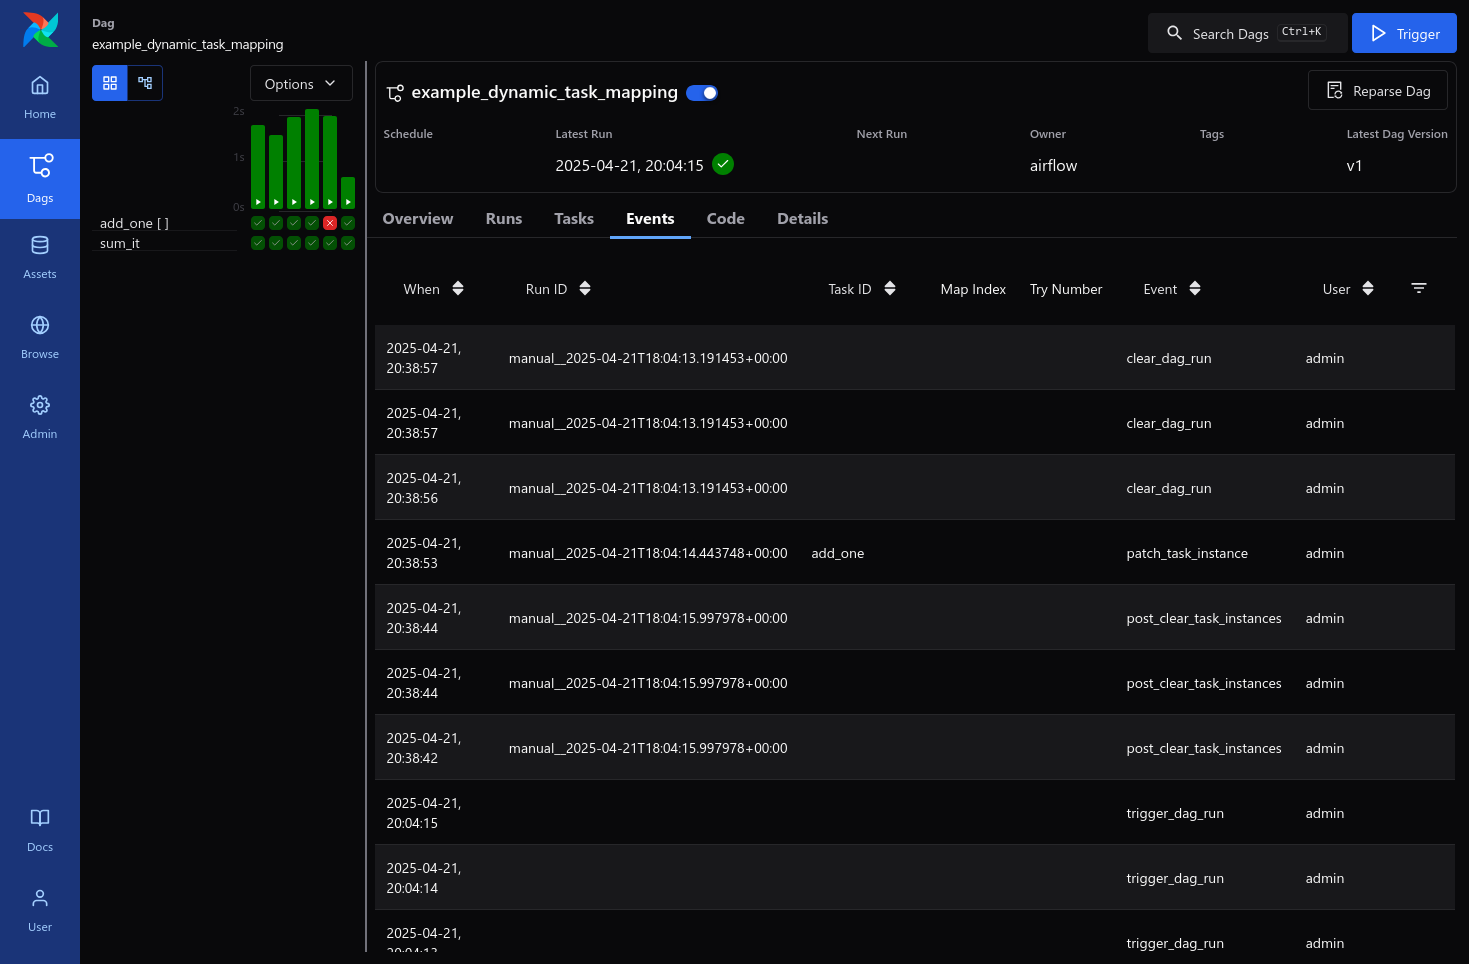 Dag
example_dynamic_task_mapping
Search Dags Ctrl+K
Trigger
Home
Dags
Assets
Browse
Admin
Docs
User
Options
2s
1s
0s
add_one [ ]
sum_it
example_dynamic_task_mapping
Reparse Dag
Schedule Latest Run Next Run Owner Tags Latest Dag Version
2025-04-21, 20:04:15 airflow v1
Overview Runs Tasks Events Code Details
When Run ID Task ID Map Index Try Number Event User
2025-04-21,
20:38:57 manual__2025-04-21T18:04:13.191453+00:00 clear_dag_run admin
2025-04-21,
20:38:57 manual__2025-04-21T18:04:13.191453+00:00 clear_dag_run admin
2025-04-21,
20:38:56 manual__2025-04-21T18:04:13.191453+00:00 clear_dag_run admin
2025-04-21,
20:38:53 manual__2025-04-21T18:04:14.443748+00:00 add_one patch_task_instance admin
2025-04-21,
20:38:44 manual__2025-04-21T18:04:15.997978+00:00 post_clear_task_instances admin
2025-04-21,
20:38:44 manual__2025-04-21T18:04:15.997978+00:00 post_clear_task_instances admin
2025-04-21,
20:38:42 manual__2025-04-21T18:04:15.997978+00:00 post_clear_task_instances admin
2025-04-21,
20:04:15 trigger_dag_run admin
2025-04-21,
20:04:14 trigger_dag_run admin
2025-04-21,
trigger_dag_run admin